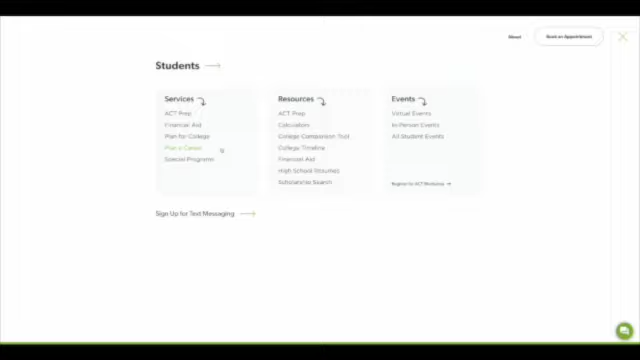 About
Book an Appointment
Students
Services
ACT Prep
Financial Aid
Plan for College
Plan a Career
Special Programs
Resources
ACT Prep
Calculators
College Comparison Tool
College Timeline
Financial Aid
High School Resumes
Scholarship Search
Events
Virtual Events
In-Person Events
All Student Events
Register for ACT Workshop
Sign Up for Text Messaging